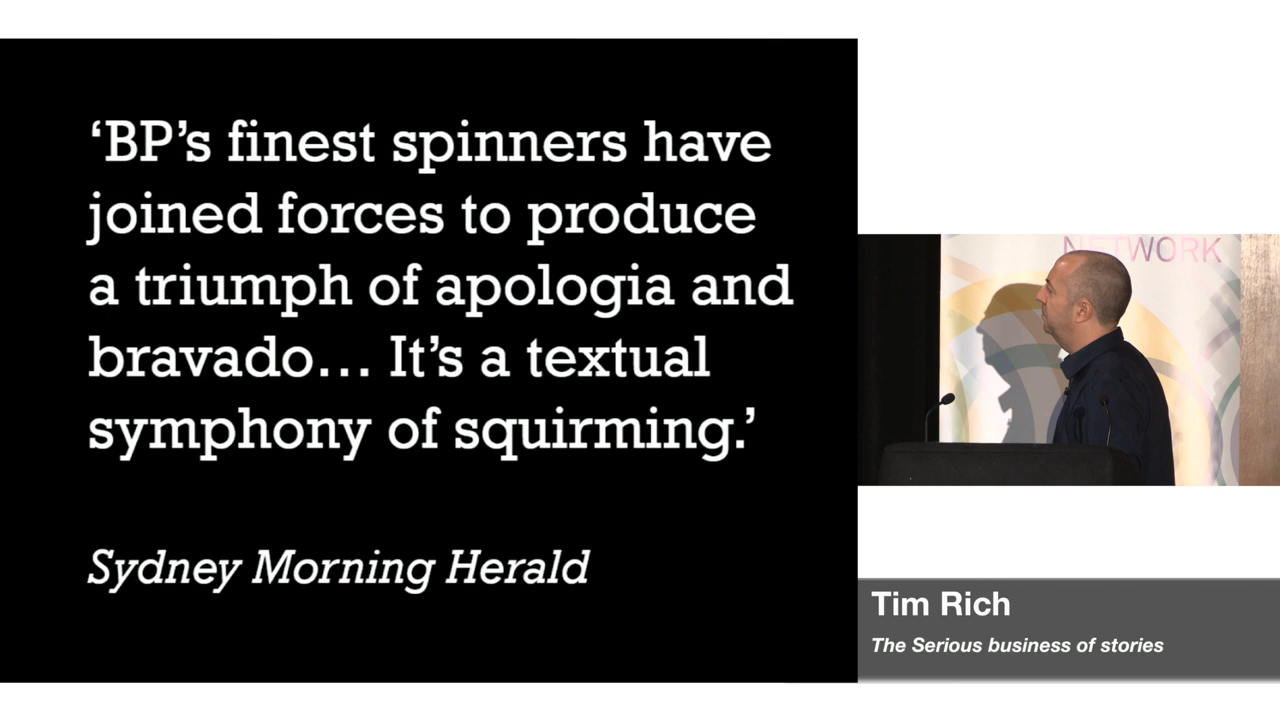 ‘BP’s finest spinners have
joined forces to produce
a triumph of apologia and
bravado… It’s a textual
symphony of squirming.’
Sydney Morning Herald
NETWORK
Tim Rich
The Serious business of stories